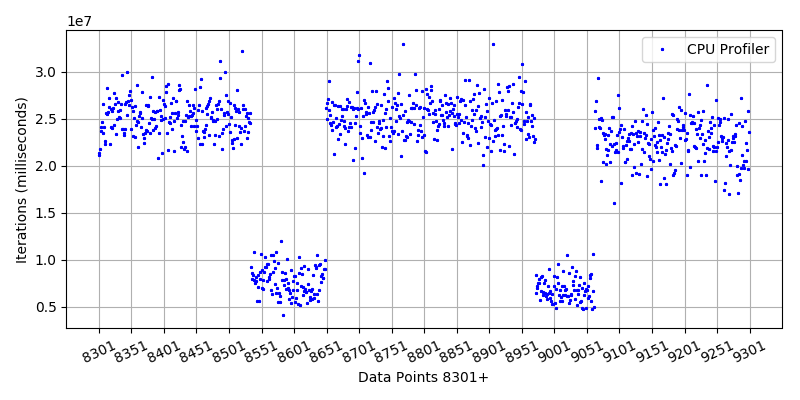 1e7
CPU Profiler
3.0
2.5
2.0
1.5
1.0
0.5
Iterations (milliseconds)
8301 8351 8401 8451 8501 8551 8601 8651 8701 8751 8801 8851 8901 8951 9001 9051 9101 9151 9201 9251 9301
Data Points 8301+